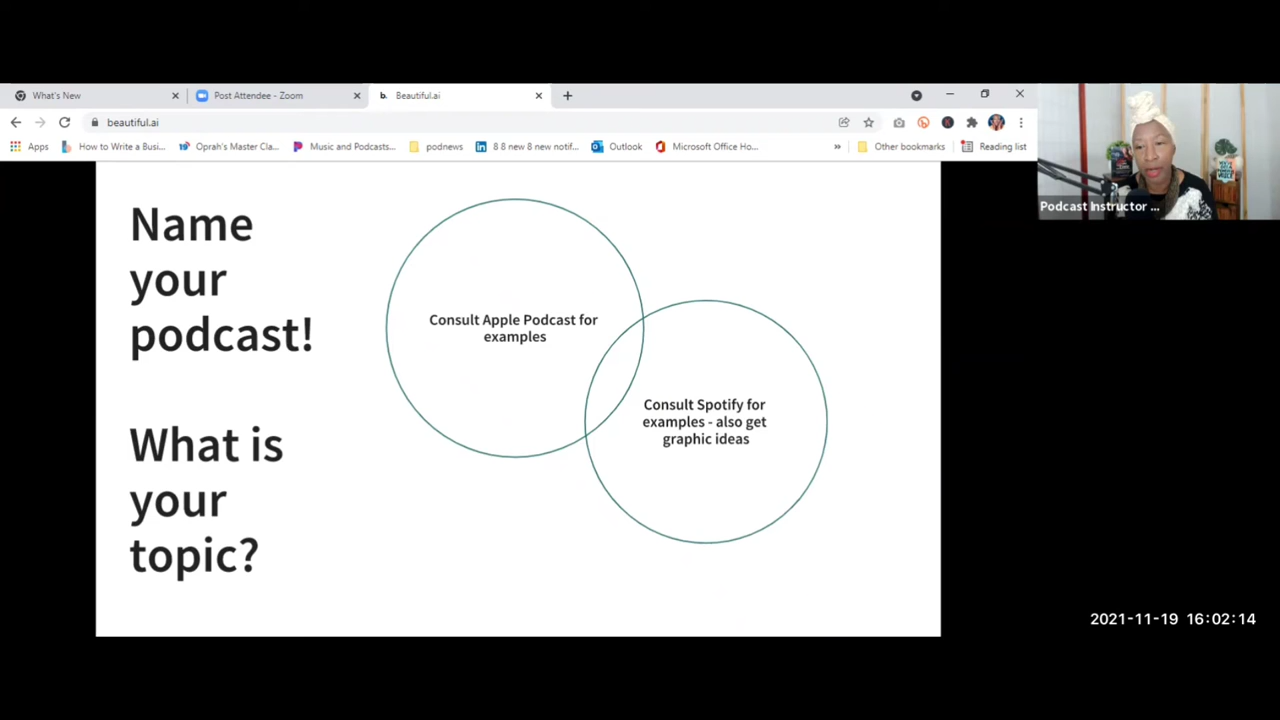 What's New
Post Attendee - Zoom
b. Beautiful.ai
beautiful.ai
Apps
How to Write a Busi...
Oprah's Master Cla...
Music and Podcasts...
podnews
8 8 new 8 new notif...
Outlook
Microsoft Office Ho...
»
Other bookmarks
Reading list
Podcast Instructor ...
Name
your
podcast!
What is
your
topic?
Consult Apple Podcast for
examples
Consult Spotify for
examples - also get
graphic ideas
2021-11-19 16:02:14